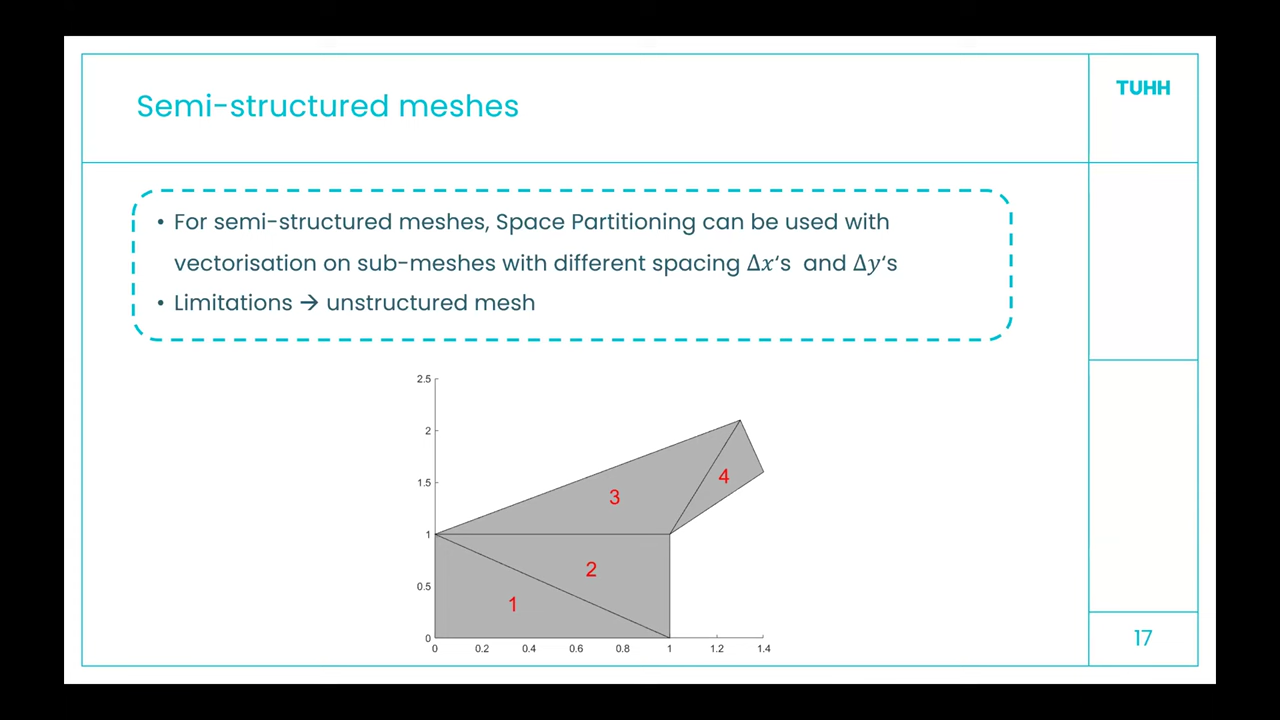 Semi-structured meshes
TUHH
• For semi-structured meshes, Space Partitioning can be used with
vectorisation on sub-meshes with different spacing Δx‘s and Δy‘s
• Limitations → unstructured mesh
2.5
2
1.5
1
0.5
0
3
4
2
1
0 0.2 0.4 0.6 0.8 1 1.2 1.4
17